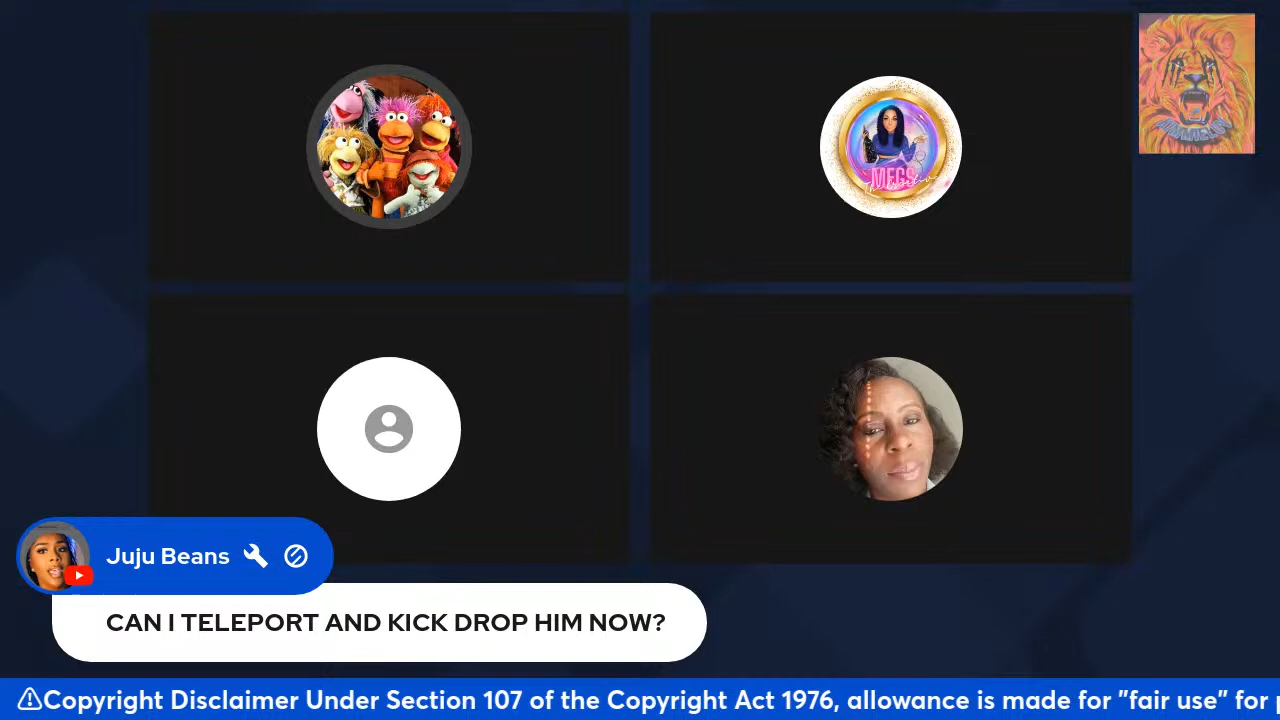 MEGS
Juju Beans
CAN I TELEPORT AND KICK DROP HIM NOW?
⚠Copyright Disclaimer Under Section 107 of the Copyright Act 1976, allowance is made for "fair use" for